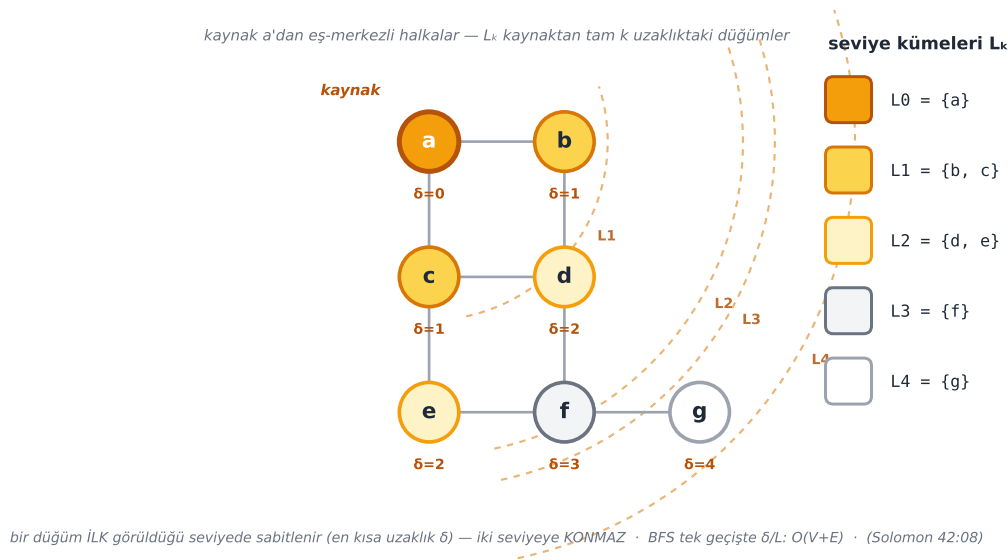 kaynak a'dan eş-merkezli halkalar — Lₖ kaynaktan tam k uzaklıktaki düğümler
seviye kümeleri Lₖ
kaynak
a
b
δ=0
δ=1
L1
c
d
δ=1
δ=2
L2
L3
L4
e
f
g
δ=2
δ=3
δ=4
L0 = {a}
L1 = {b, c}
L2 = {d, e}
L3 = {f}
L4 = {g}
bir düğüm İLK görüldüğü seviyede sabitlenir (en kısa uzaklık δ) — iki seviyeye KONMAZ · BFS tek geçişte δ/L: O(V+E) · (Solomon 42:08)